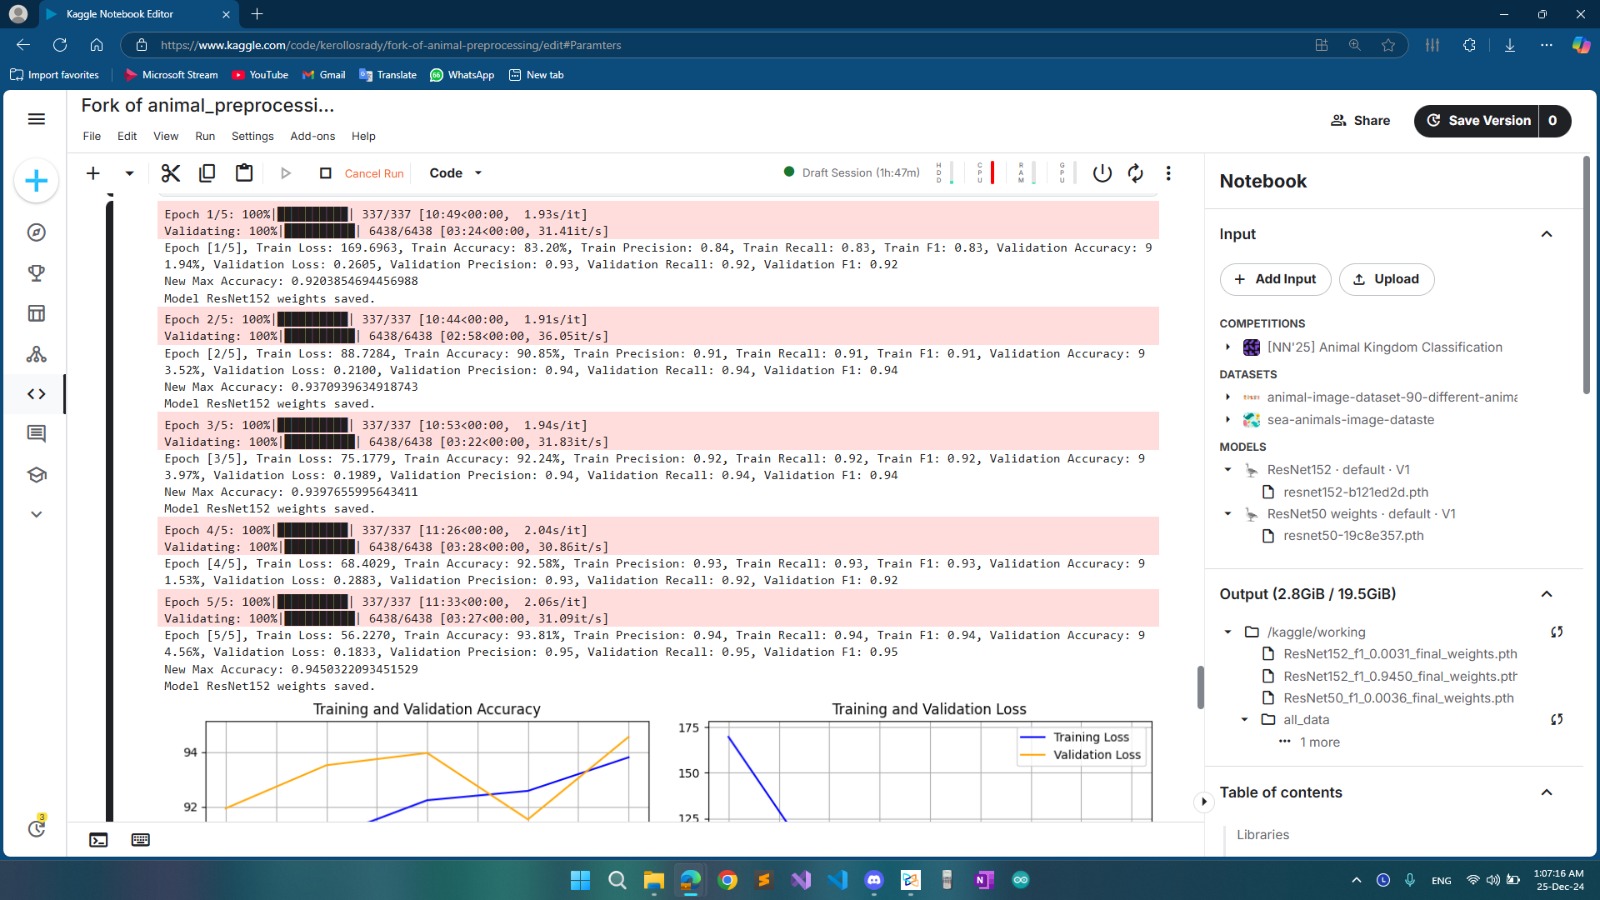 Kaggle Notebook Editor
https://www.kaggle.com/code/kerollosrady/fork-of-animal-preprocessing/edit#Paramters
Import favorites
Microsoft Stream
YouTube
Gmail
Translate
WhatsApp
New tab
Fork of animal_preprocessi...
File Edit View Run Settings Add-ons Help
Share
Save Version 0
Cancel Run
Code
Draft Session (1h:47m)
HDD
CPU
RAM
GPU
Epoch 1/5: 100%|██████████| 337/337 [10:49<00:00,  1.93s/it]
Validating: 100%|██████████| 6438/6438 [03:24<00:00, 31.41it/s]
Epoch [1/5], Train Loss: 169.6963, Train Accuracy: 83.20%, Train Precision: 0.84, Train Recall: 0.83, Train F1: 0.83, Validation Accuracy: 9
1.94%, Validation Loss: 0.2605, Validation Precision: 0.93, Validation Recall: 0.92, Validation F1: 0.92
New Max Accuracy: 0.9203854694456988
Model ResNet152 weights saved.
Epoch 2/5: 100%|██████████| 337/337 [10:44<00:00,  1.91s/it]
Validating: 100%|██████████| 6438/6438 [02:58<00:00, 36.05it/s]
Epoch [2/5], Train Loss: 88.7284, Train Accuracy: 90.85%, Train Precision: 0.91, Train Recall: 0.91, Train F1: 0.91, Validation Accuracy: 9
3.52%, Validation Loss: 0.2100, Validation Precision: 0.94, Validation Recall: 0.94, Validation F1: 0.94
New Max Accuracy: 0.9370939634918743
Model ResNet152 weights saved.
Epoch 3/5: 100%|██████████| 337/337 [10:53<00:00,  1.94s/it]
Validating: 100%|██████████| 6438/6438 [03:22<00:00, 31.83it/s]
Epoch [3/5], Train Loss: 75.1779, Train Accuracy: 92.24%, Train Precision: 0.92, Train Recall: 0.92, Train F1: 0.92, Validation Accuracy: 9
3.97%, Validation Loss: 0.1989, Validation Precision: 0.94, Validation Recall: 0.94, Validation F1: 0.94
New Max Accuracy: 0.9397655995643411
Model ResNet152 weights saved.
Epoch 4/5: 100%|██████████| 337/337 [11:26<00:00,  2.04s/it]
Validating: 100%|██████████| 6438/6438 [03:28<00:00, 30.86it/s]
Epoch [4/5], Train Loss: 68.4029, Train Accuracy: 92.58%, Train Precision: 0.93, Train Recall: 0.93, Train F1: 0.93, Validation Accuracy: 9
1.53%, Validation Loss: 0.2883, Validation Precision: 0.93, Validation Recall: 0.92, Validation F1: 0.92
Epoch 5/5: 100%|██████████| 337/337 [11:33<00:00,  2.06s/it]
Validating: 100%|██████████| 6438/6438 [03:27<00:00, 31.09it/s]
Epoch [5/5], Train Loss: 56.2270, Train Accuracy: 93.81%, Train Precision: 0.94, Train Recall: 0.94, Train F1: 0.94, Validation Accuracy: 9
4.56%, Validation Loss: 0.1833, Validation Precision: 0.95, Validation Recall: 0.95, Validation F1: 0.95
New Max Accuracy: 0.9450322093451529
Model ResNet152 weights saved.
Training and Validation Accuracy
94
92
Training and Validation Loss
175
150
125
Training Loss
Validation Loss
Notebook
Input
Add Input
Upload
COMPETITIONS
[NN'25] Animal Kingdom Classification
DATASETS
animal-image-dataset-90-different-anima
sea-animals-image-dataste
MODELS
ResNet152 · default · V1
resnet152-b121ed2d.pth
ResNet50 weights · default · V1
resnet50-19c8e357.pth
Output (2.8GiB / 19.5GiB)
/kaggle/working
ResNet152_f1_0.0031_final_weights.pth
ResNet152_f1_0.9450_final_weights.pth
ResNet50_f1_0.0036_final_weights.pth
all_data
1 more
Table of contents
Libraries
3
ENG
1:07:16 AM
25-Dec-24